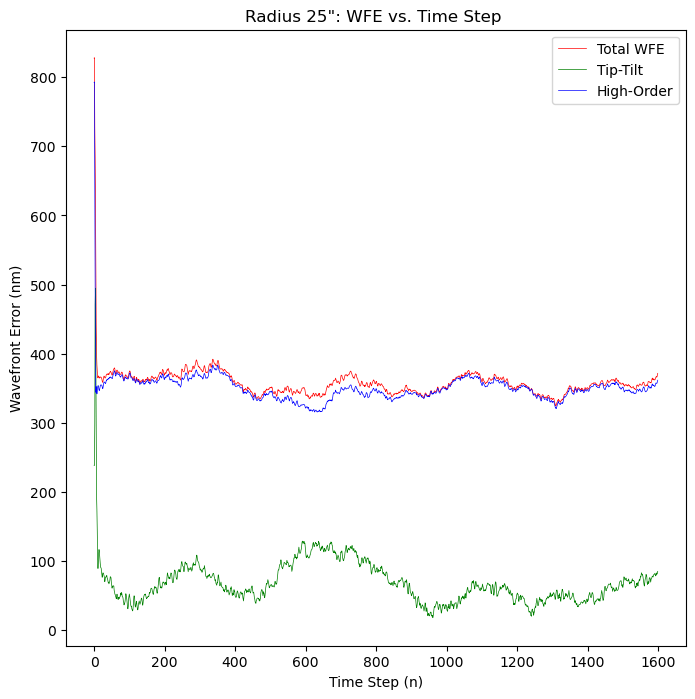 Radius 25": WFE vs. Time Step
Total WFE
Tip-Tilt
High-Order
Wavefront Error (nm)
800
700
600
500
400
300
200
100
0
0 200 400 600 800 1000 1200 1400 1600
Time Step (n)